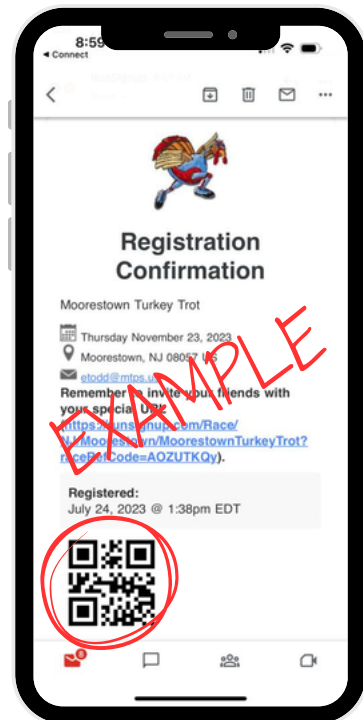 8:59
◄ Connect
Registration
Confirmation
Moorestown Turkey Trot
Thursday November 23, 2023
Moorestown, NJ 08057 US
etodd@mtps.us
Remember to invite your friends with
your special URL
(https://runsignup.com/Race/
NJ/Moorestown/MoorestownTurkeyTrot?
raceRefCode=AOZUTKQy).
EXAMPLE
Registered:
July 24, 2023 @ 1:38pm EDT
6